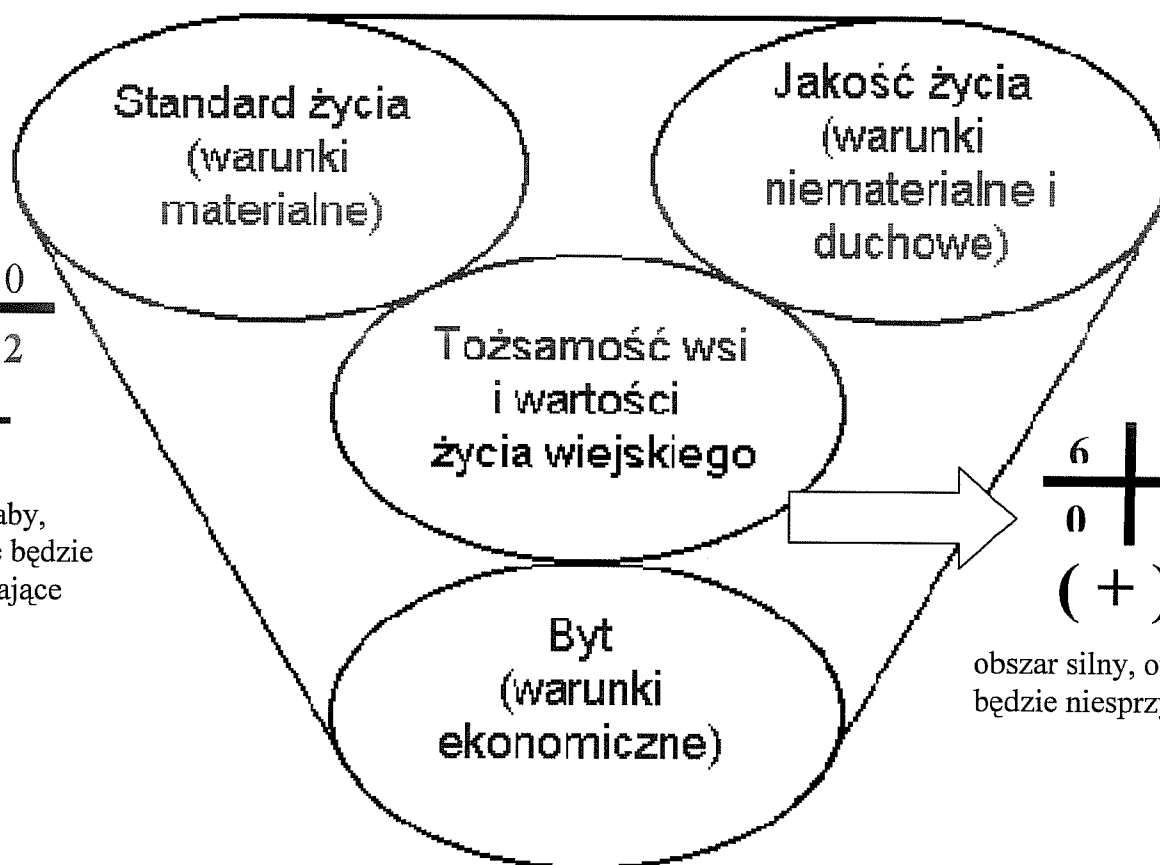 Standard życia
(warunki
materialne)
Jakość życia
(warunki
niematerialne i
duchowe)
0
2
Tożsamość wsi
i wartości
życia wiejskiego
będzie
6
0
( + )
Byt
(warunki
ekonomiczne)
obszar silny,
będzie